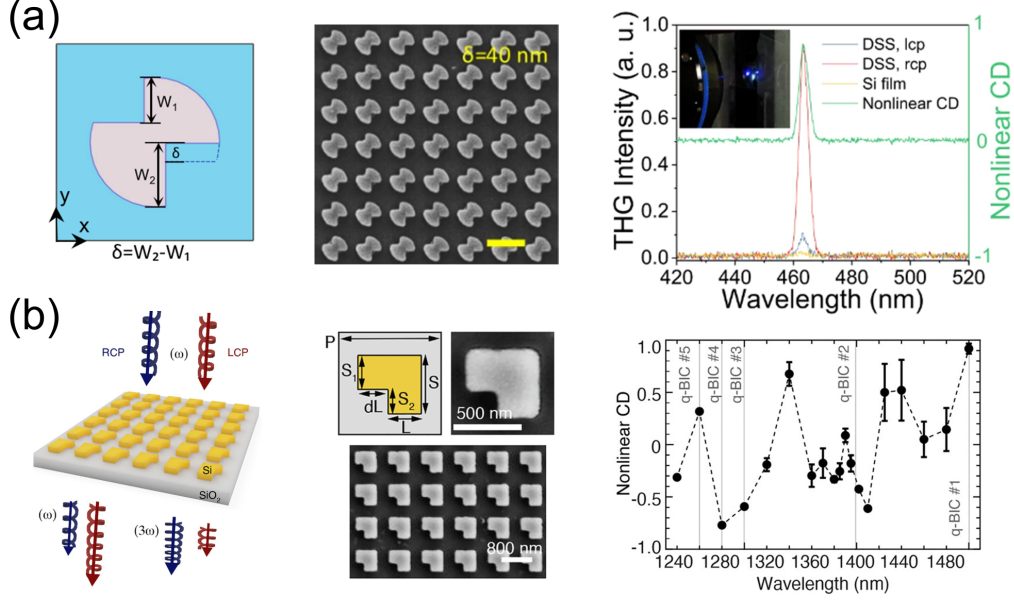 (a)
W₁
δ
W₂
y
x
δ=W₂-W₁
δ=40 nm
THG Intensity (a. u.)
1.0
0.8
0.6
0.4
0.2
0.0
DSS, lcp
DSS, rcp
Si film
Nonlinear CD
1
0
-1
Nonlinear CD
420 440 460 480 500 520
Wavelength (nm)
(b)
RCP
(ω)
LCP
Si
SiO₂
(ω)
(3ω)
P
S₁
S₂
S
dL
L
500 nm
800 nm
Nonlinear CD
1.0
0.5
0
-0.5
-1.0
q-BIC #5
q-BIC #4
q-BIC #3
q-BIC #2
q-BIC #1
1240 1280 1320 1360 1400 1440 1480
Wavelength (nm)